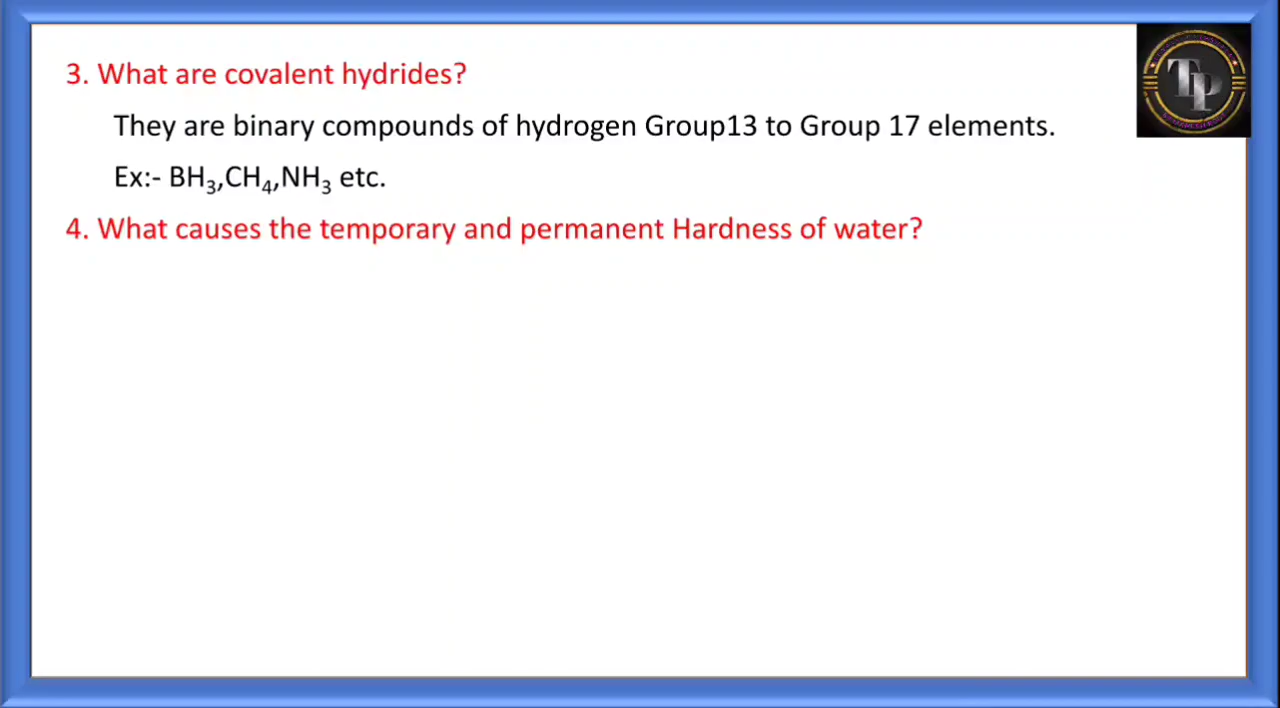 3. What are covalent hydrides?
They are binary compounds of hydrogen Group13 to Group 17 elements.
Ex:- BH₃,CH₄,NH₃ etc.
4. What causes the temporary and permanent Hardness of water?
TP